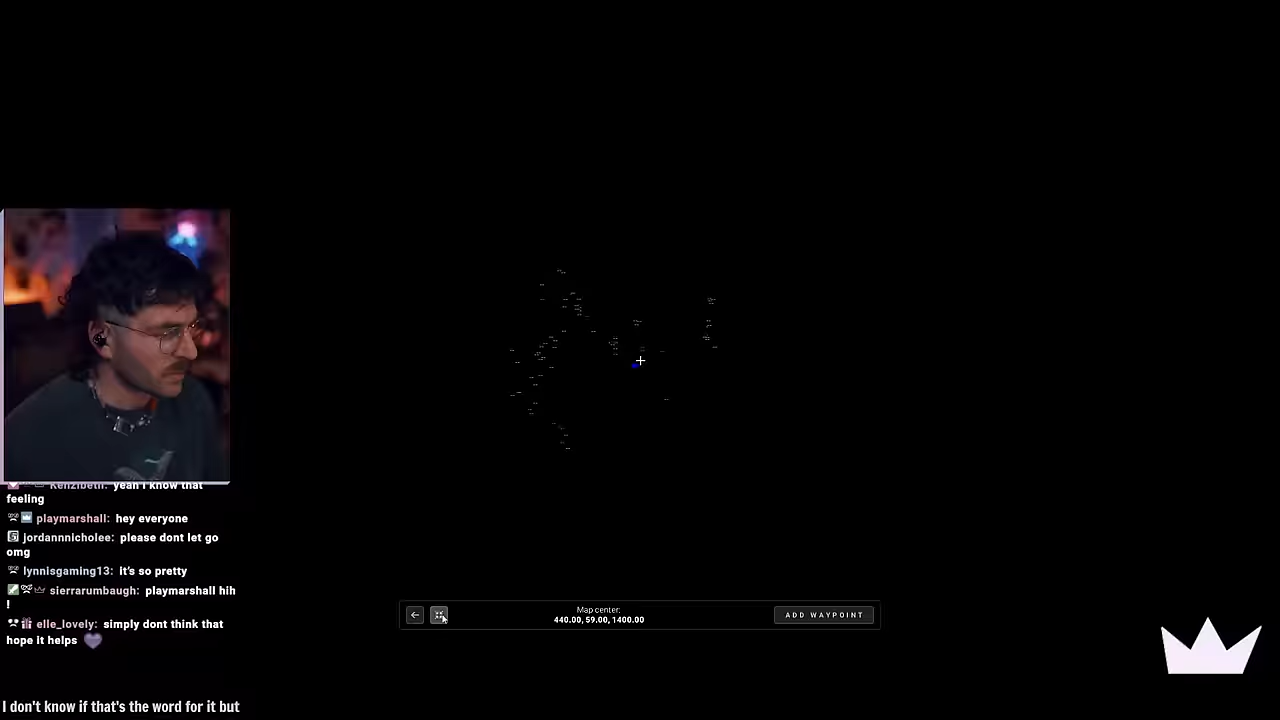 Kenzibeth: yeah i know that
feeling
playmarshall: hey everyone
jordannnicholee: please dont let go
omg
lynnisgaming13: it's so pretty
sierrarumbaugh: playmarshall hih
!
elle_lovely: simply dont think that
hope it helps
Map center:
440.00, 59.00, 1400.00
ADD WAYPOINT
I don't know if that's the word for it but